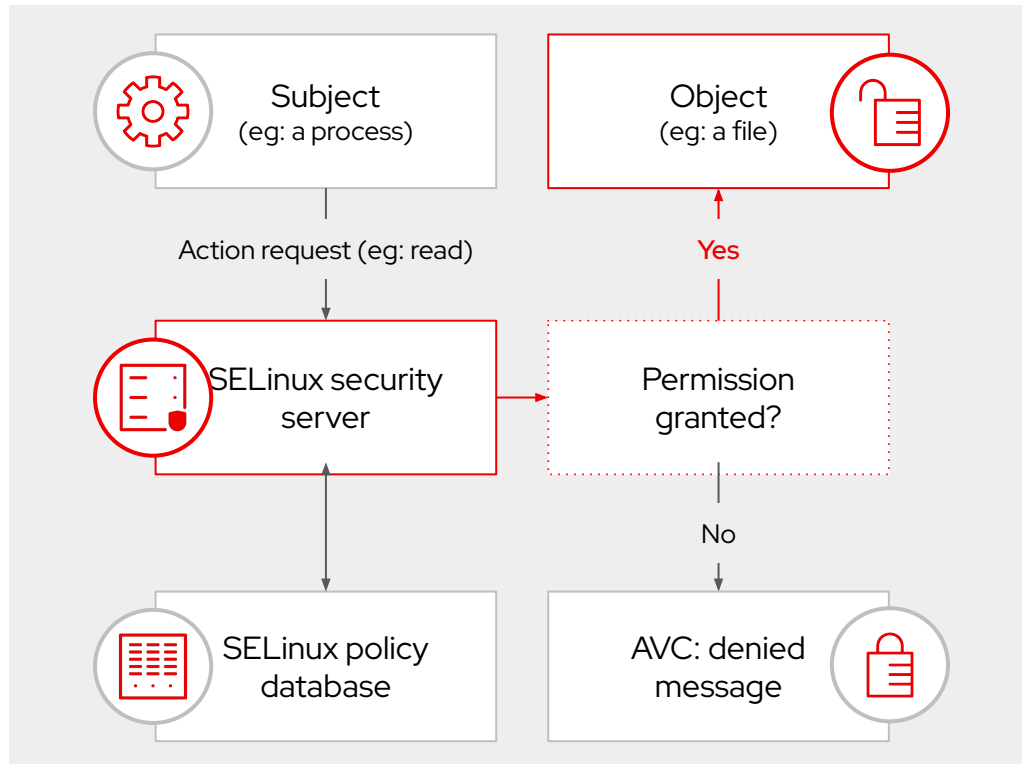 Subject
(eg: a process)
Object
(eg: a file)
Action request (eg: read)
Yes
SELinux security
server
Permission
granted?
No
SELinux policy
database
AVC: denied
message